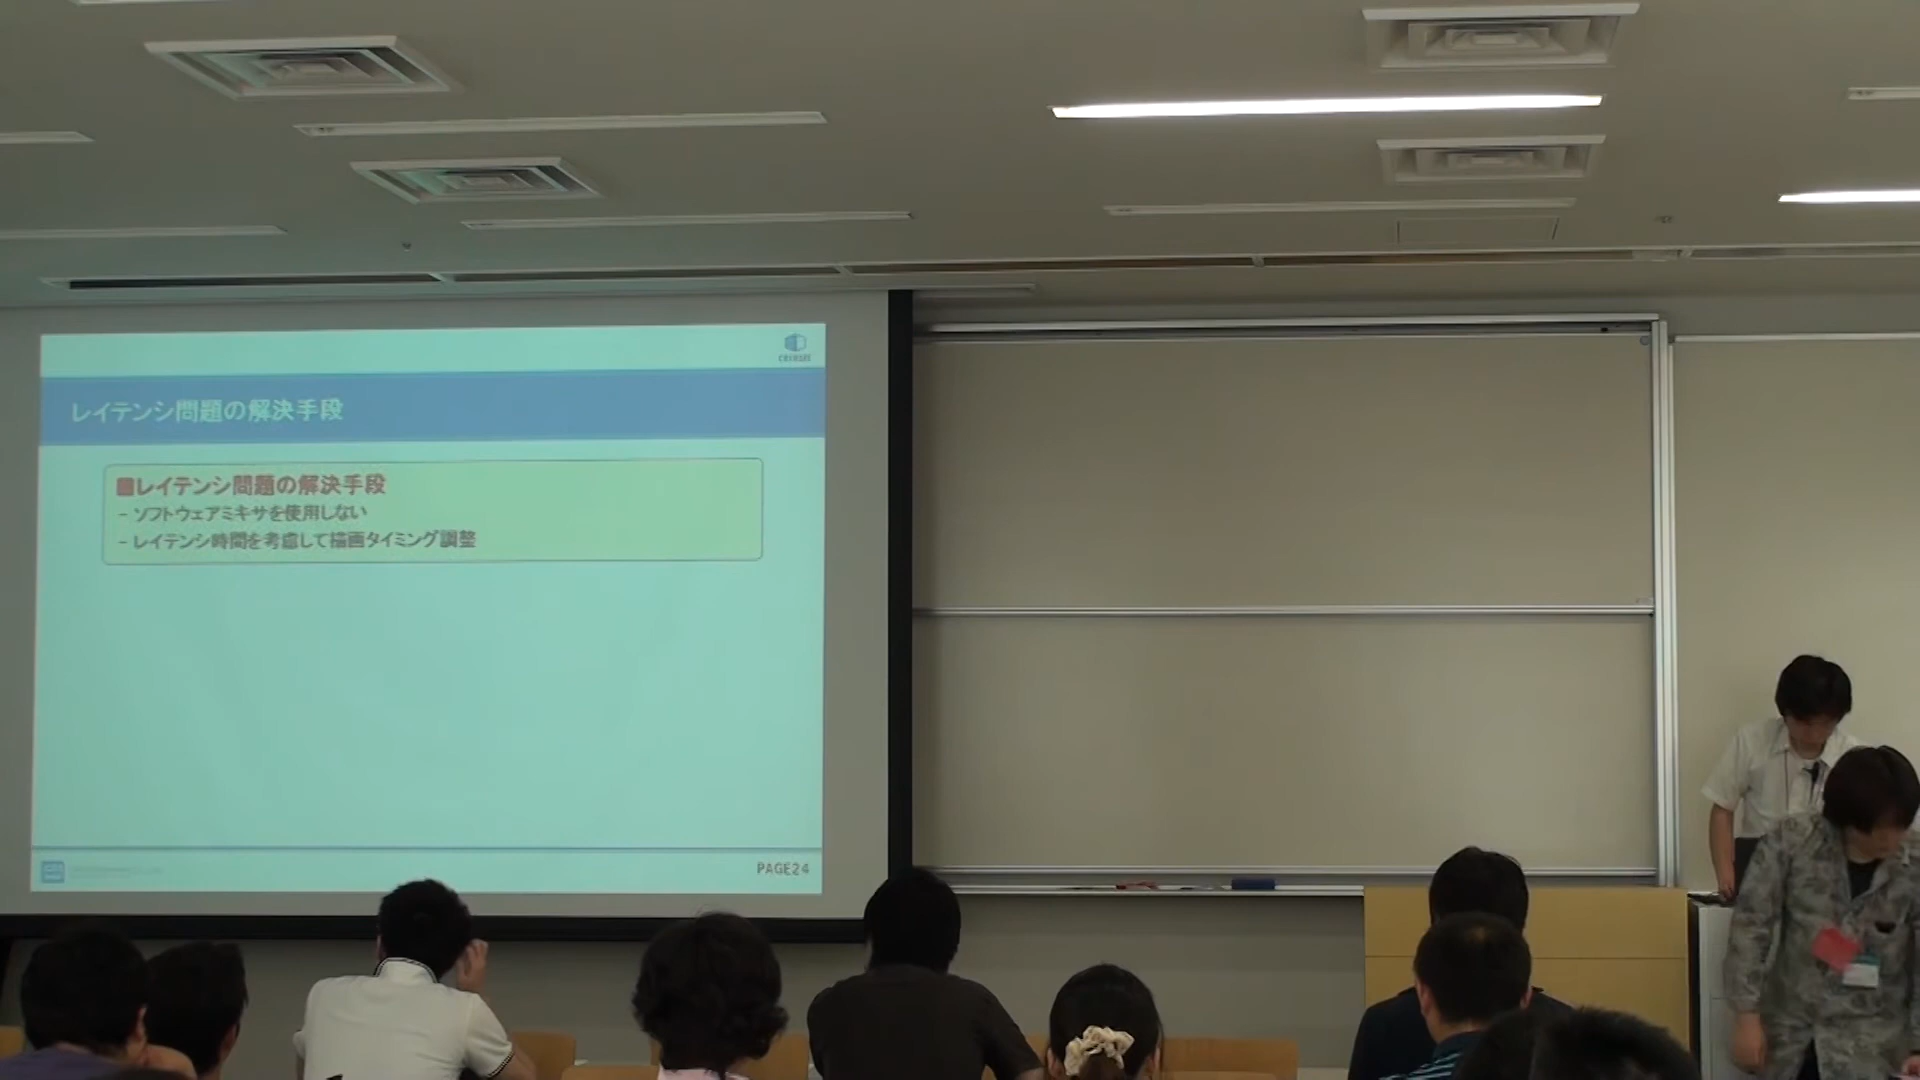 レイテンシ問題の解決手段
■レイテンシ問題の解決手段
- ソフトウェアミキサを使用しない
- レイテンシ時間を考慮して描画タイミング調整
PAGE24